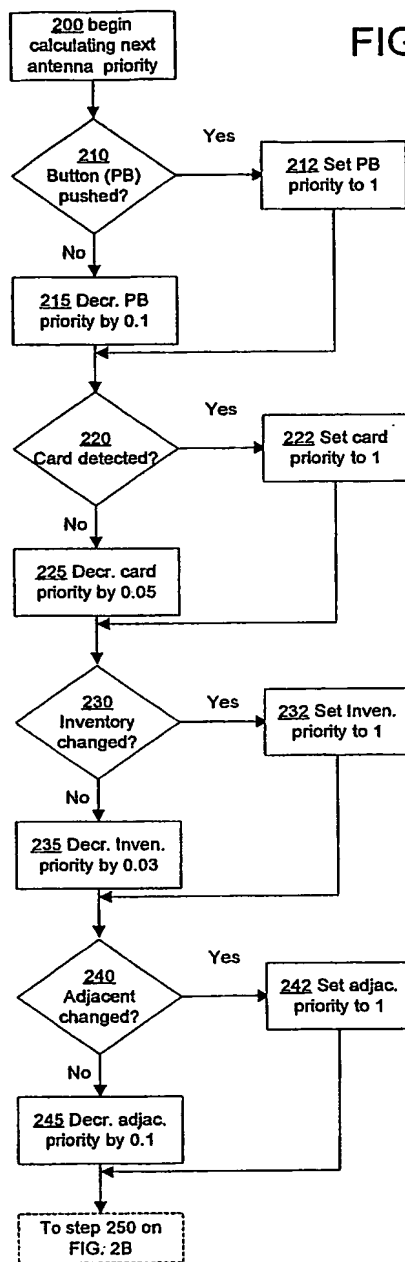 200 begin
calculating next
antenna priority
FIG
210
Button (PB)
pushed?
Yes
212 Set PB
priority to 1
No
215 Decr. PB
priority by 0.1
220
Card detected?
Yes
222 Set card
priority to 1
No
225 Decr. card
priority by 0.05
230
Inventory
changed?
Yes
232 Set Inven.
priority to 1
No
235 Decr. Inven.
priority by 0.03
240
Adjacent
changed?
Yes
242 Set adjac.
priority to 1
No
245 Decr. adjac.
priority by 0.1
To step 250 on
FIG. 2B